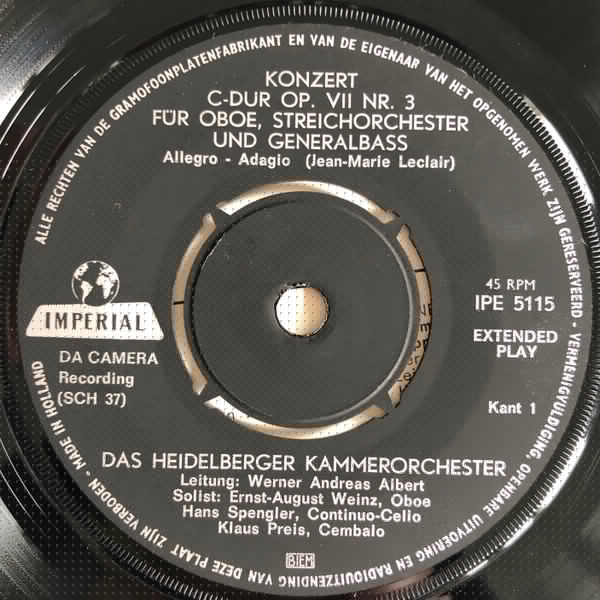 ALLE RECHTEN VAN DE GRAMOFOONPLATENFABRIKANT EN VAN DE EIGENAAR VAN HET OPGENOMEN WERK ZIJN GERESERVEERD - VERMENIGVULDIGING, OPENBARE UITVOERING EN RADIOUITZENDING VAN DEZE PLAAT ZIJN VERBODEN - MADE IN HOLLAND
KONZERT
C-DUR OP. VII NR. 3
FÜR OBOE, STREICHORCHESTER
UND GENERALBASS
Allegro - Adagio (Jean-Marie Leclair)
IMPERIAL
DA CAMERA
Recording
(SCH 37)
45 RPM
IPE 5115
EXTENDED
PLAY
Kant 1
DAS HEIDELBERGER KAMMERORCHESTER
Leitung: Werner Andreas Albert
Solist: Ernst-August Weinz, Oboe
Hans Spengler, Continuo-Cello
Klaus Preis, Cembalo
BIEM